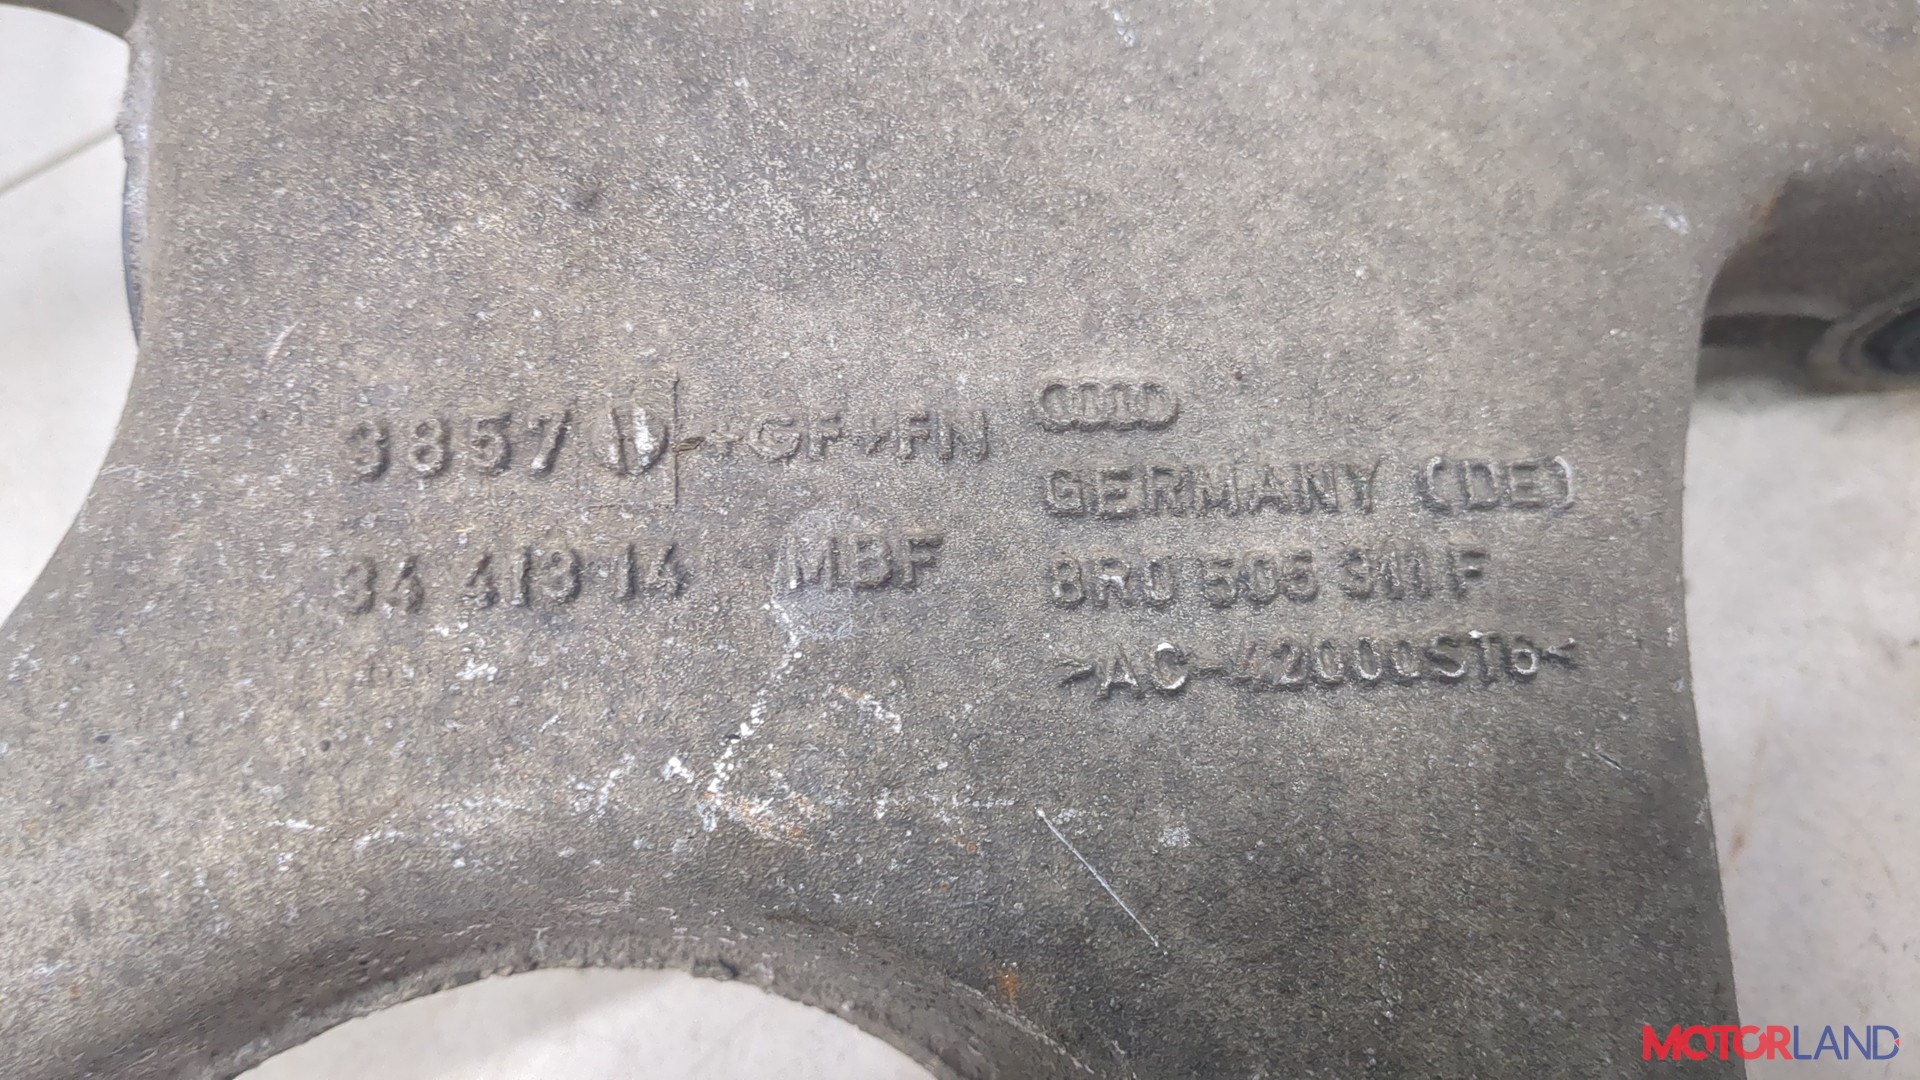 3857 +GF+FN
34 413 14 MBF
GERMANY (DE)
8R0 505 311 F
>AC-42000ST6<
MOTORLAND